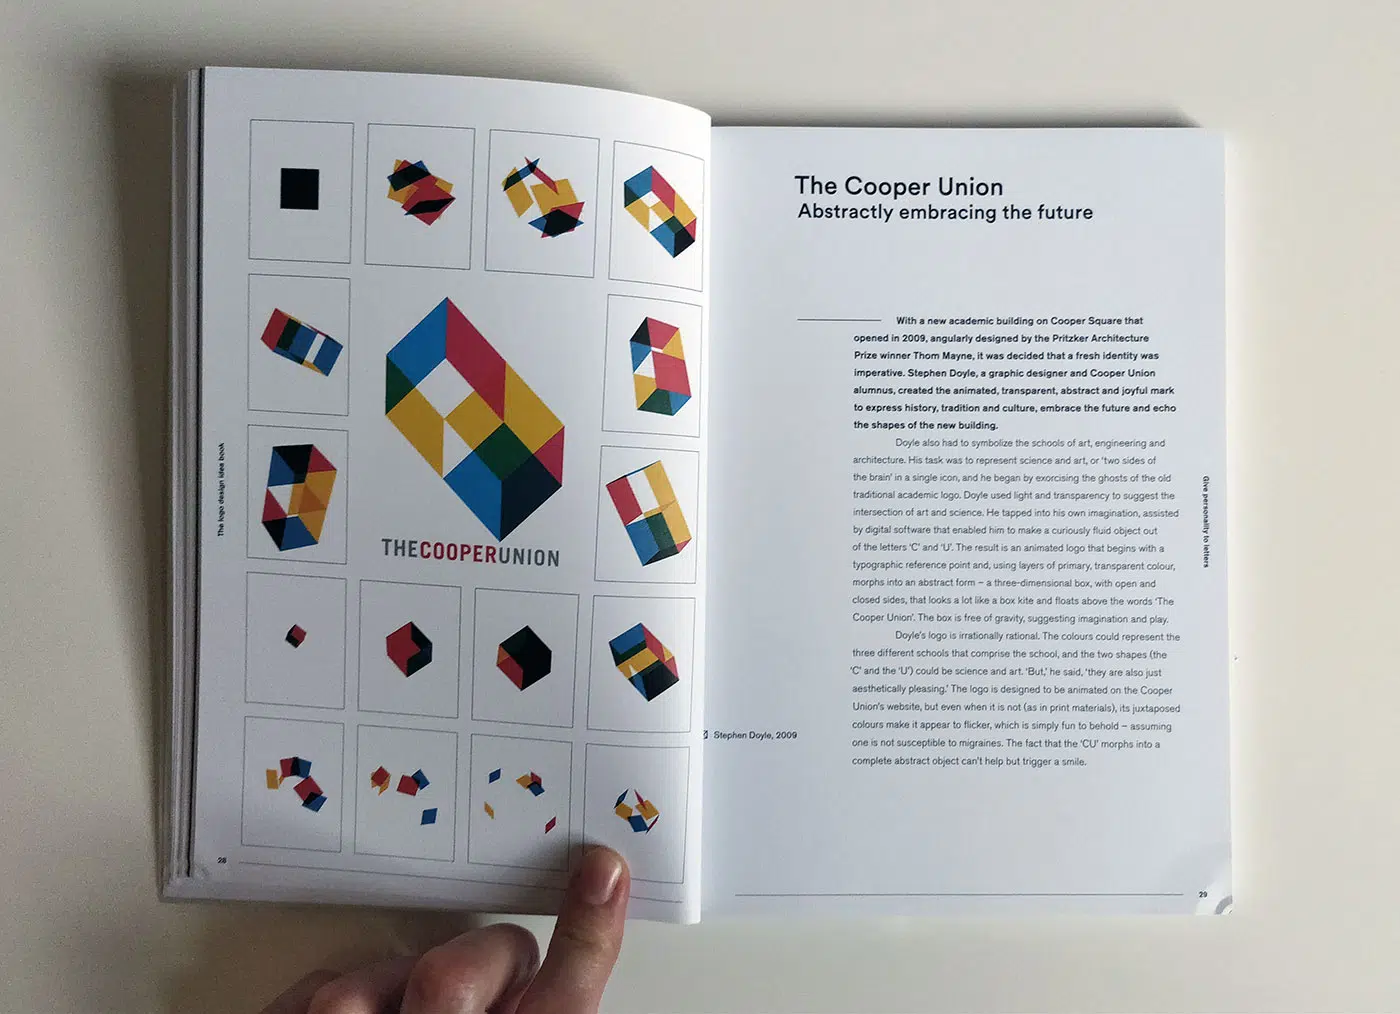 The logo design idea book
THECOOPERUNION
28
The Cooper Union
Abstractly embracing the future
With a new academic building on Cooper Square that
opened in 2009, angularly designed by the Pritzker Architecture
Prize winner Thom Mayne, it was decided that a fresh identity was
imperative. Stephen Doyle, a graphic designer and Cooper Union
alumnus, created the animated, transparent, abstract and joyful mark
to express history, tradition and culture, embrace the future and echo
the shapes of the new building.
Doyle also had to symbolize the schools of art, engineering and
architecture. His task was to represent science and art, or ‘two sides of
the brain’ in a single icon, and he began by exorcising the ghosts of the old
traditional academic logo. Doyle used light and transparency to suggest the
intersection of art and science. He tapped into his own imagination, assisted
by digital software that enabled him to make a curiously fluid object out
of the letters ‘C’ and ‘U’. The result is an animated logo that begins with a
typographic reference point and, using layers of primary, transparent colour,
morphs into an abstract form – a three-dimensional box, with open and
closed sides, that looks a lot like a box kite and floats above the words ‘The
Cooper Union’. The box is free of gravity, suggesting imagination and play.
Doyle’s logo is irrationally rational. The colours could represent the
three different schools that comprise the school, and the two shapes (the
‘C’ and the ‘U’) could be science and art. ‘But,’ he said, ‘they are also just
aesthetically pleasing.’ The logo is designed to be animated on the Cooper
Union’s website, but even when it is not (as in print materials), its juxtaposed
colours make it appear to flicker, which is simply fun to behold – assuming
one is not susceptible to migraines. The fact that the ‘CU’ morphs into a
complete abstract object can’t help but trigger a smile.
Stephen Doyle, 2009
Give personality to letters
29